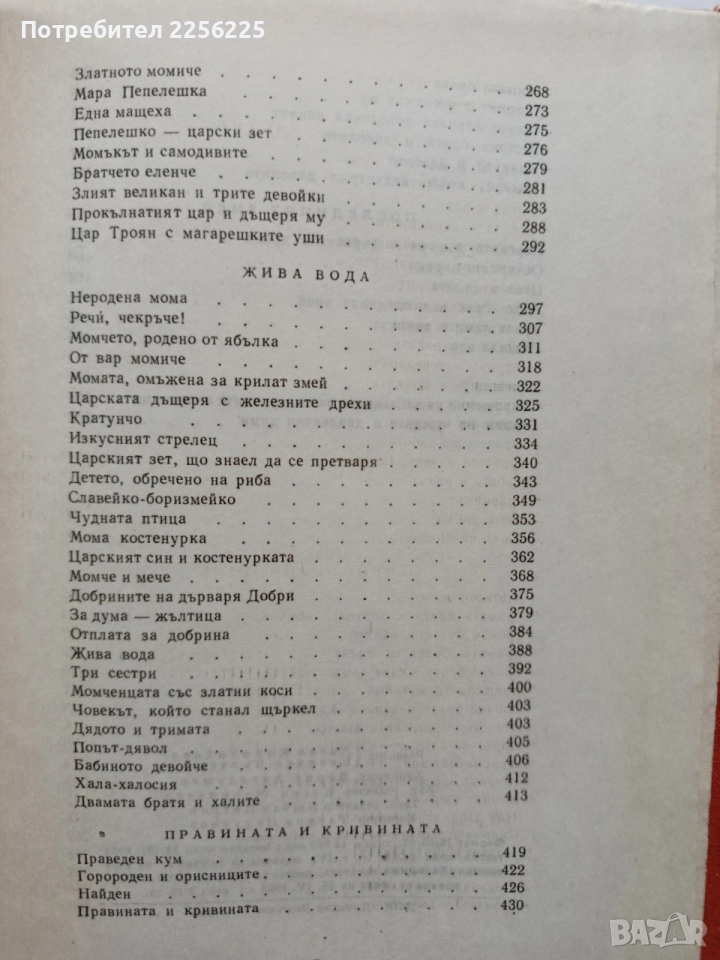 Потребител 2256225
Златното момиче . . . . . . . . . . . 268
Мара Пепелешка . . . . . . . . . . . 273
Една мащеха . . . . . . . . . . . . 275
Пепелешко — царски зет . . . . . . . . 276
Момъкът и самодивите . . . . . . . . . 279
Братчето еленче . . . . . . . . . . . 281
Злият великан и трите девойки . . . . . . 283
Прокълнатият цар и дъщеря му . . . . . . 288
Цар Троян с магарешките уши . . . . . . 292
ЖИВА ВОДА
Неродена мома . . . . . . . . . . . 297
Речи́, чекръче! . . . . . . . . . . . 307
Момчето, родено от ябълка . . . . . . . 311
От вар момиче . . . . . . . . . . . 318
Момата, омъжена за крилат змей . . . . . 322
Царската дъщеря с железните дрехи . . . . 325
Кратунчо . . . . . . . . . . . . . 331
Изкусният стрелец . . . . . . . . . . 334
Царският зет, що знаел да се претваря . . . . 340
Детето, обречено на риба . . . . . . . . 343
Славейко-боризмейко . . . . . . . . . 349
Чудната птица . . . . . . . . . . . 353
Мома костенурка . . . . . . . . . . . 356
Царският син и костенурката . . . . . . . 362
Момче и мече . . . . . . . . . . . . 368
Добрините на дърваря Добри . . . . . . . 375
За дума — жълтица . . . . . . . . . . 379
Отплата за добрина . . . . . . . . . . 384
Жива вода . . . . . . . . . . . . . 388
Три сестри . . . . . . . . . . . . . 392
Момченцата със златни коси . . . . . . . 400
Човекът, който станал щъркел . . . . . . 403
Дядото и тримата . . . . . . . . . . 403
Попът-дявол . . . . . . . . . . . . 405
Бабиното девойче . . . . . . . . . . 406
Хала-халосия . . . . . . . . . . . . 412
Двамата братя и халите . . . . . . . . 413
ПРАВИНАТА И КРИВИНАТА
Праведен кум . . . . . . . . . . . . 419
Горороден и орисниците . . . . . . . . 422
Найден . . . . . . . . . . . . . . 426
Правината и кривината . . . . . . . . . 430
BAZAR